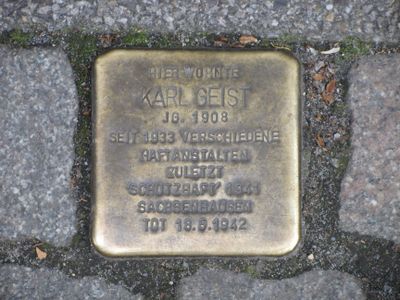 HIER WOHNTE
KARL GEIST
JG. 1908
SEIT 1933 VERSCHIEDENE
HAFTANSTALTEN
ZULETZT
'SCHUTZHAFT' 1941
SACHSENHAUSEN
TOT 18.5.1942